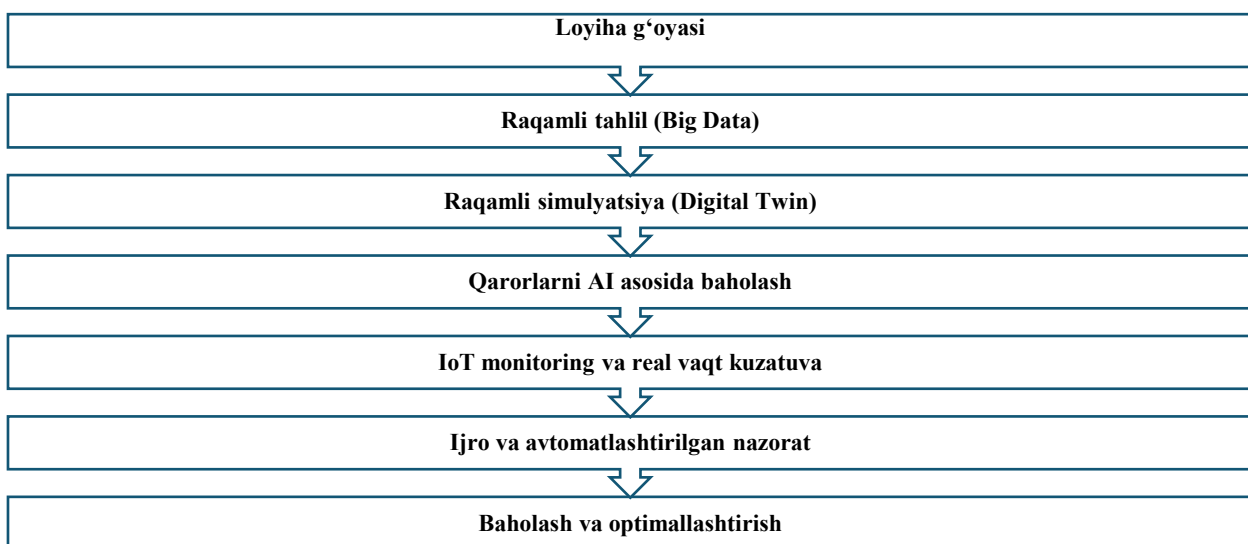 Loyiha g‘oyasi
Raqamli tahlil (Big Data)
Raqamli simulyatsiya (Digital Twin)
Qarorlarni AI asosida baholash
IoT monitoring va real vaqt kuzatuva
Ijro va avtomatlashtirilgan nazorat
Baholash va optimallashtirish